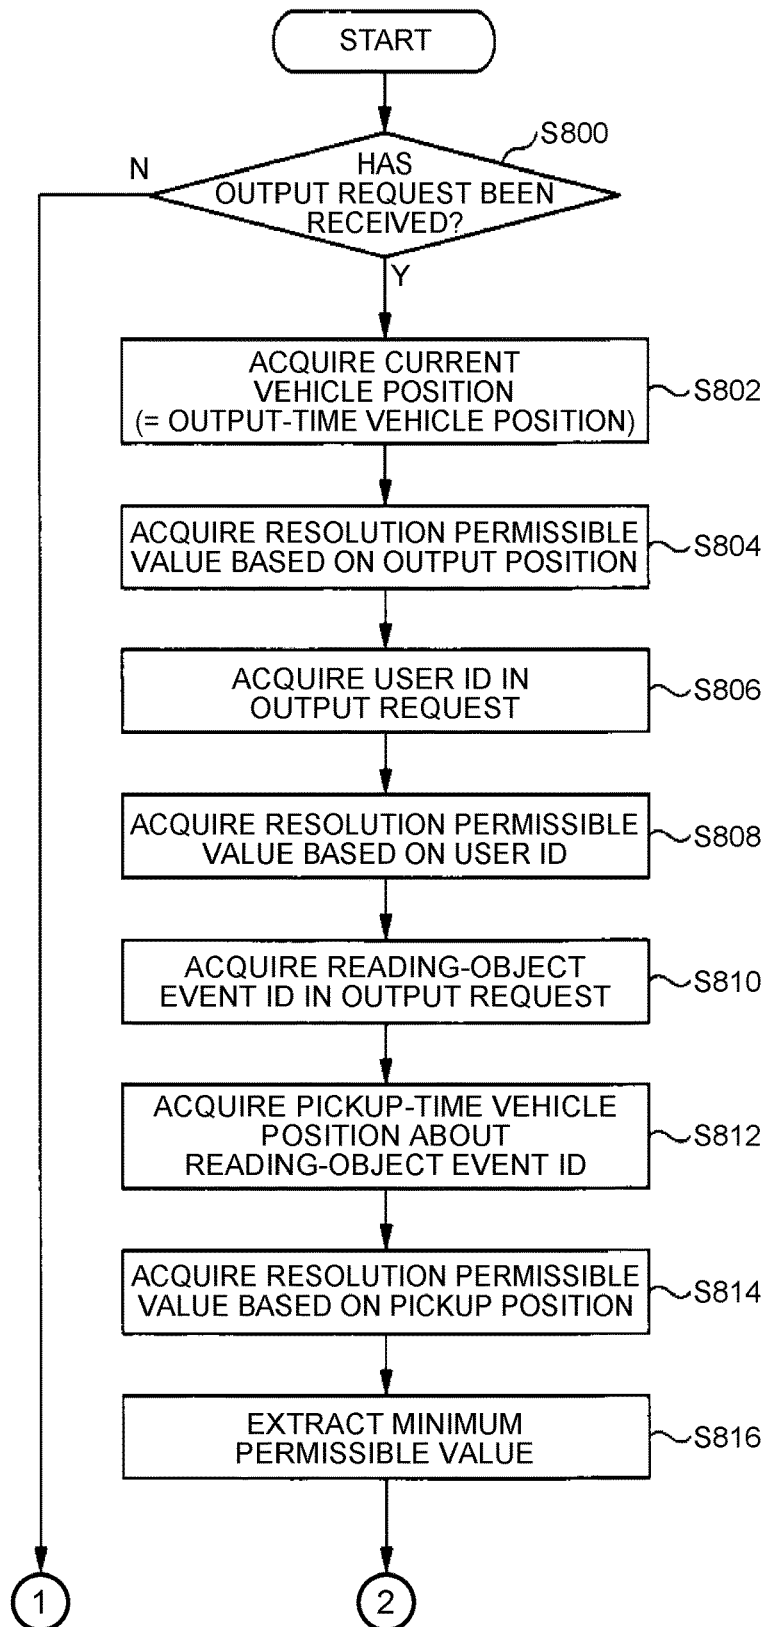 START
S800
N
HAS
OUTPUT REQUEST BEEN
RECEIVED?
Y
ACQUIRE CURRENT
VEHICLE POSITION
(= OUTPUT-TIME VEHICLE POSITION)
S802
ACQUIRE RESOLUTION PERMISSIBLE
VALUE BASED ON OUTPUT POSITION
S804
ACQUIRE USER ID IN
OUTPUT REQUEST
S806
ACQUIRE RESOLUTION PERMISSIBLE
VALUE BASED ON USER ID
S808
ACQUIRE READING-OBJECT
EVENT ID IN OUTPUT REQUEST
S810
ACQUIRE PICKUP-TIME VEHICLE
POSITION ABOUT
READING-OBJECT EVENT ID
S812
ACQUIRE RESOLUTION PERMISSIBLE
VALUE BASED ON PICKUP POSITION
S814
EXTRACT MINIMUM
PERMISSIBLE VALUE
S816
1
2